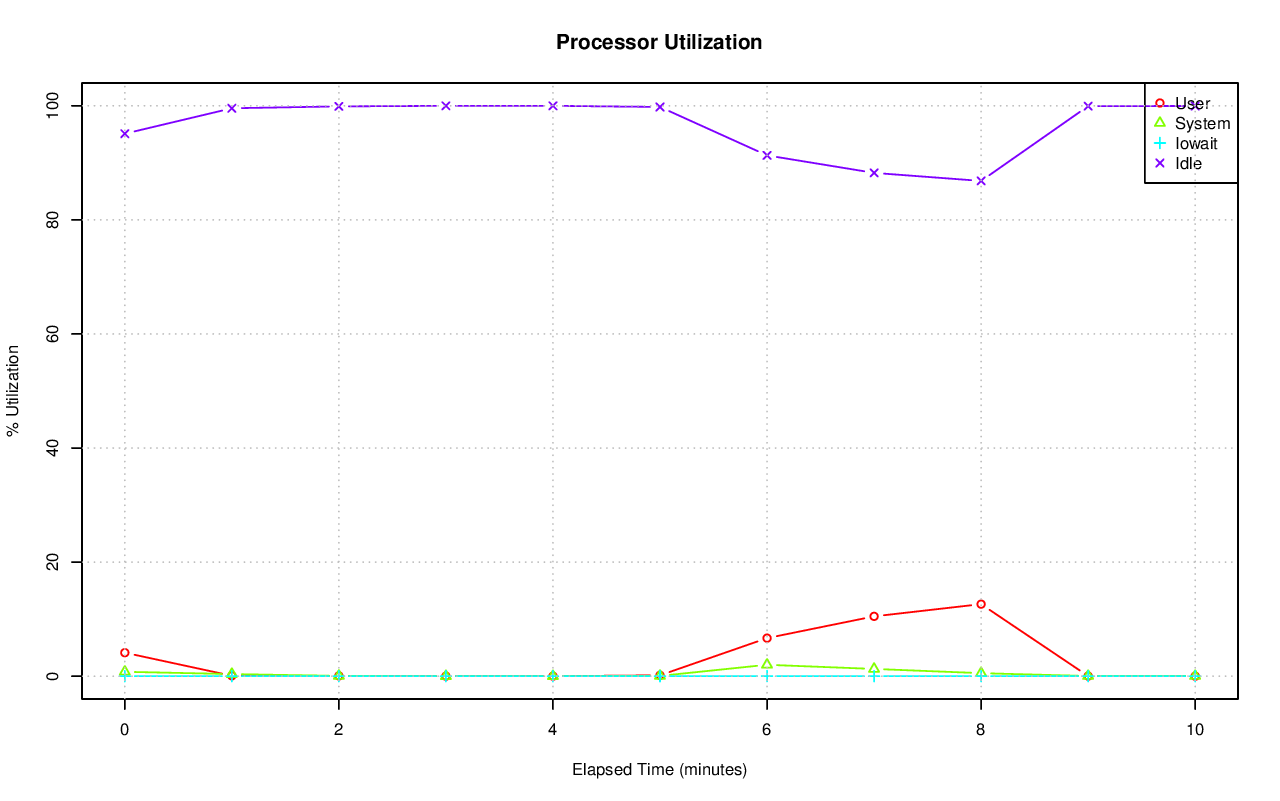 Processor Utilization
100
80
60
40
20
0
% Utilization
User
System
Iowait
Idle
0 2 4 6 8 10
Elapsed Time (minutes)